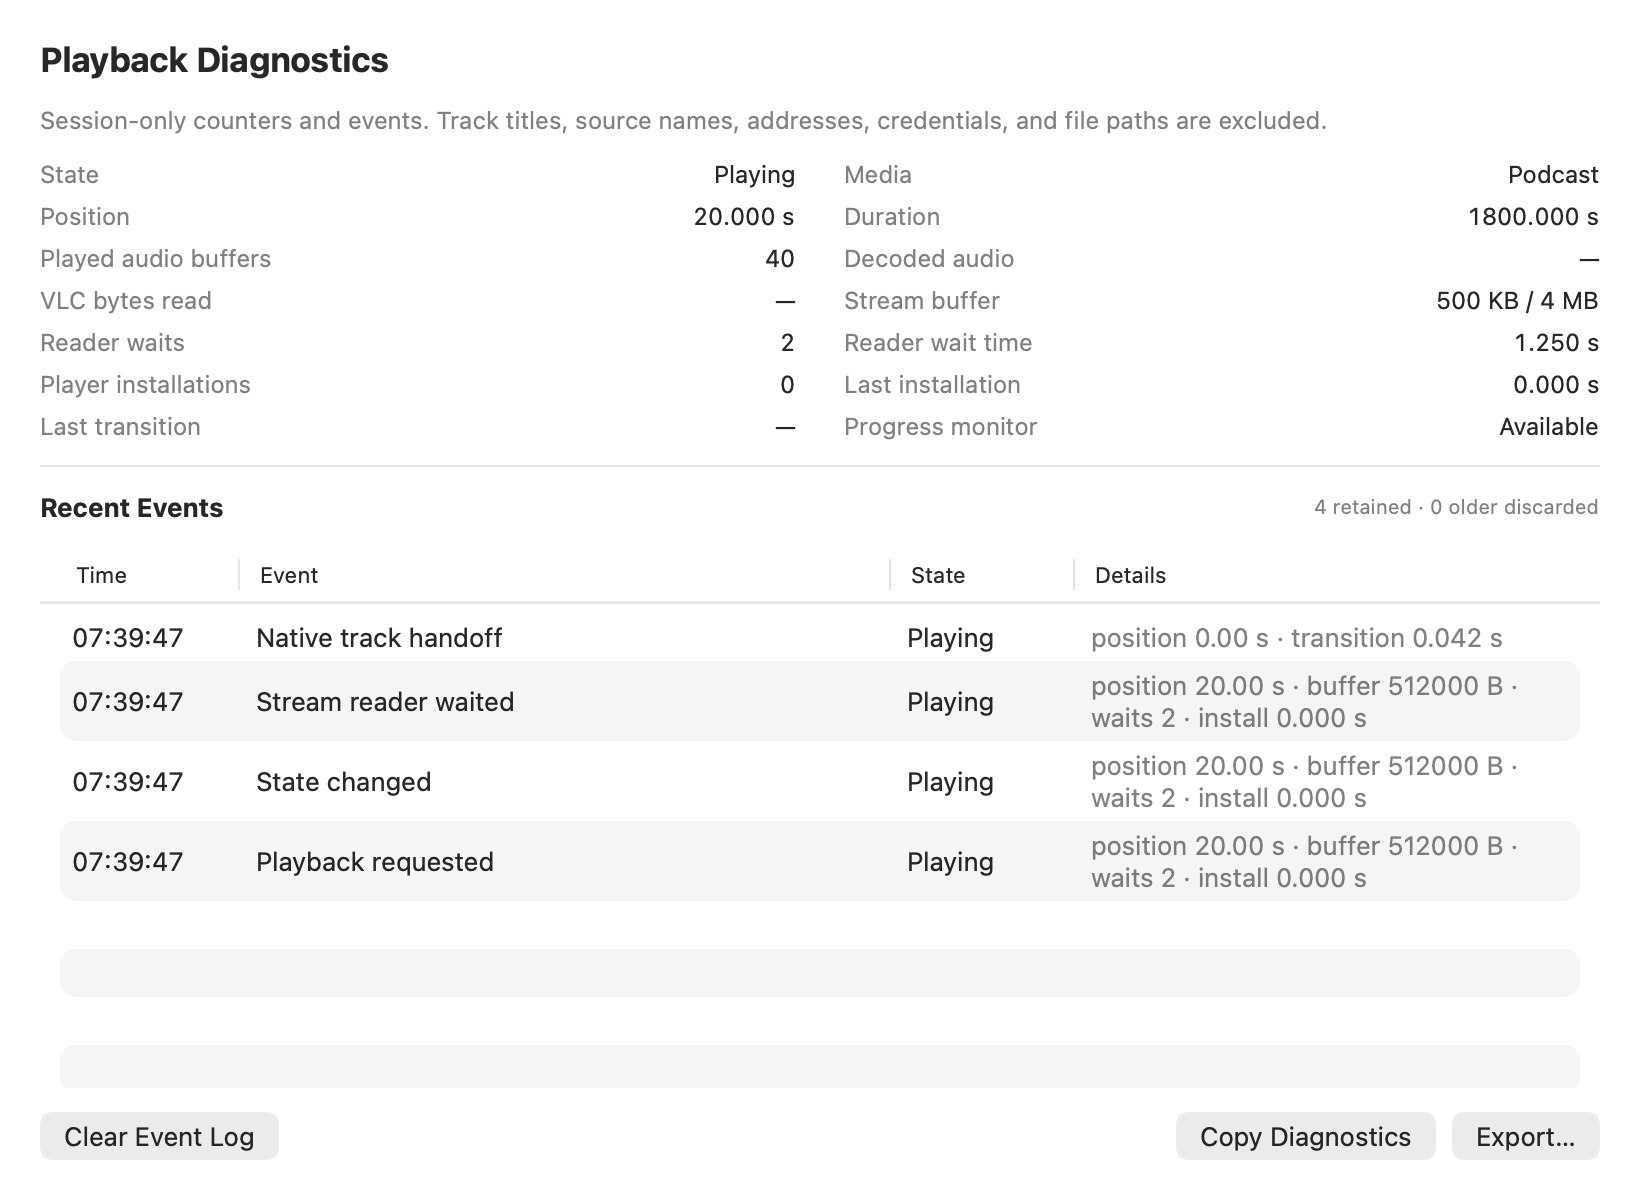 Playback Diagnostics
Session-only counters and events. Track titles, source names, addresses, credentials, and file paths are excluded.
State Playing Media Podcast
Position 20.000 s Duration 1800.000 s
Played audio buffers 40 Decoded audio —
VLC bytes read — Stream buffer 500 KB / 4 MB
Reader waits 2 Reader wait time 1.250 s
Player installations 0 Last installation 0.000 s
Last transition — Progress monitor Available
Recent Events 4 retained · 0 older discarded
Time Event State Details
07:39:47 Native track handoff Playing position 0.00 s · transition 0.042 s
07:39:47 Stream reader waited Playing position 20.00 s · buffer 512000 B ·
waits 2 · install 0.000 s
07:39:47 State changed Playing position 20.00 s · buffer 512000 B ·
waits 2 · install 0.000 s
07:39:47 Playback requested Playing position 20.00 s · buffer 512000 B ·
waits 2 · install 0.000 s
Clear Event Log Copy Diagnostics Export...